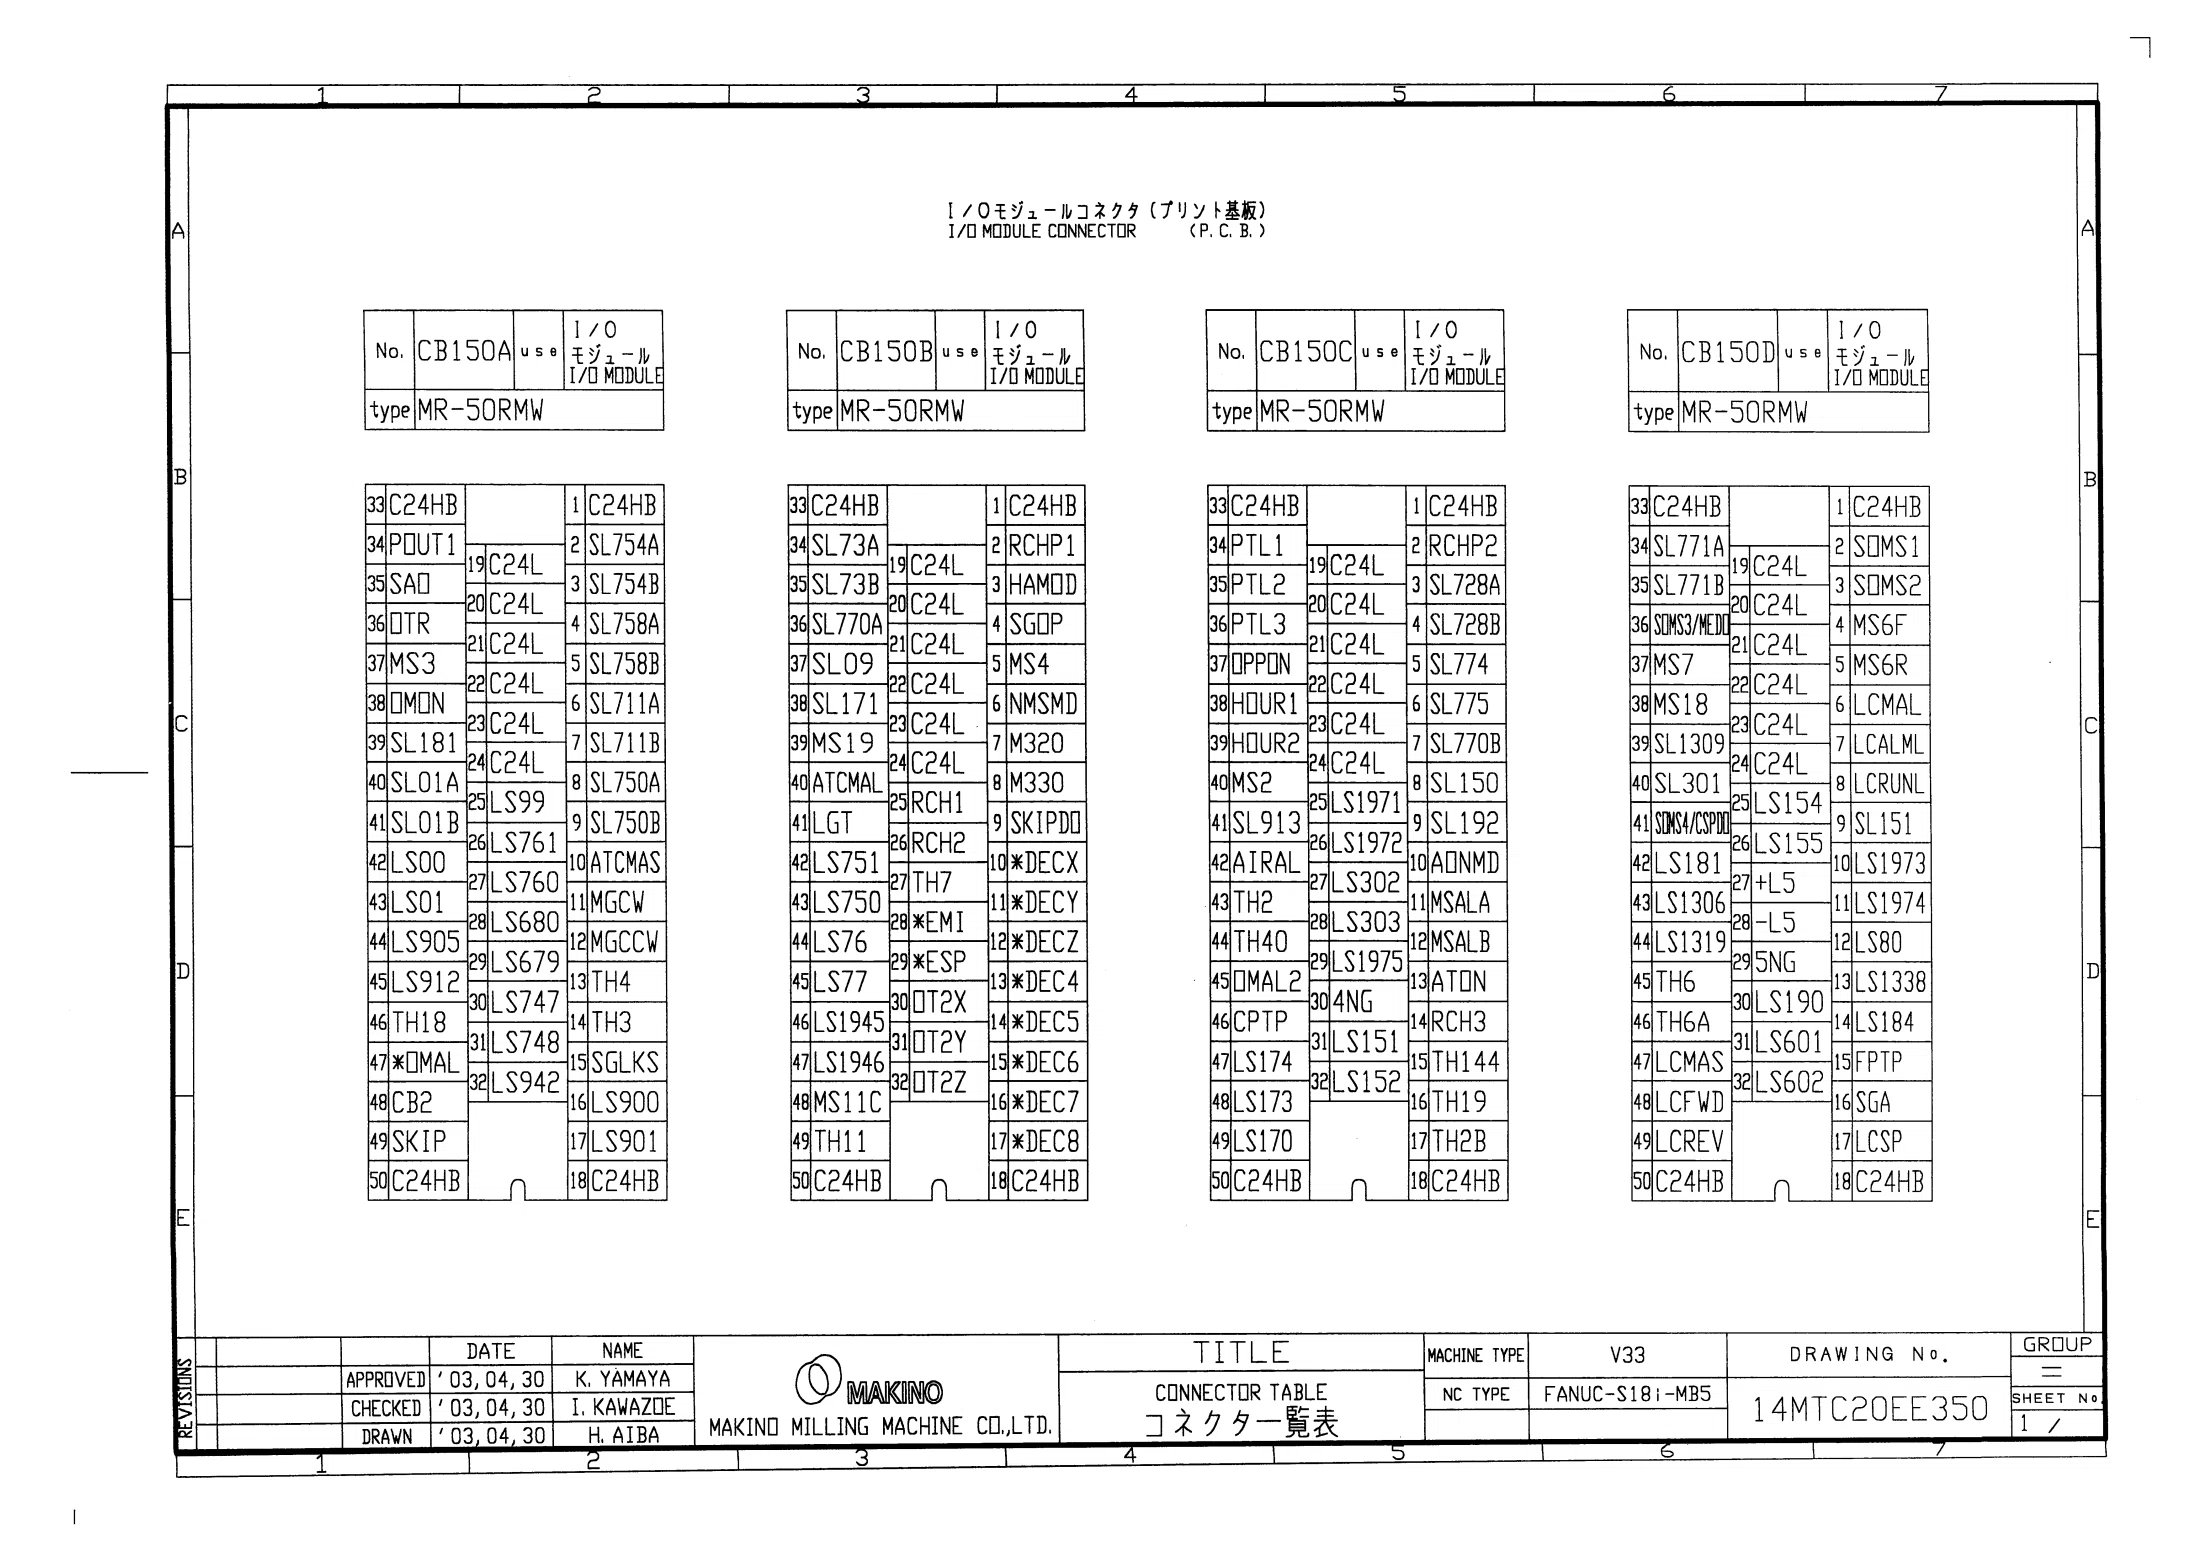 1 2 3 4 5 6 7
A A
B B
C C
D D
E E
I/Oモジュールコネクタ(プリント基板)
I/O MODULE CONNECTOR (P.C.B.)
No. CB150A use I/O モジュール I/O MODULE
type MR-50RMW
33 C24HB
34 POUT1
35 SAO
36 OTR
37 MS3
38 OMON
39 SL181
40 SL01A
41 SL01B
42 LS00
43 LS01
44 LS905
45 LS912
46 TH18
47 *OMAL
48 CB2
49 SKIP
50 C24HB
19 C24L
20 C24L
21 C24L
22 C24L
23 C24L
24 C24L
25 LS99
26 LS761
27 LS760
28 LS680
29 LS679
30 LS747
31 LS748
32 LS942
1 C24HB
2 SL754A
3 SL754B
4 SL758A
5 SL758B
6 SL711A
7 SL711B
8 SL750A
9 SL750B
10 ATCMAS
11 MGCW
12 MGCCW
13 TH4
14 TH3
15 SGLKS
16 LS900
17 LS901
18 C24HB
No. CB150B use I/O モジュール I/O MODULE
type MR-50RMW
33 C24HB
34 SL73A
35 SL73B
36 SL770A
37 SL09
38 SL171
39 MS19
40 ATCMAL
41 LGT
42 LS751
43 LS750
44 LS76
45 LS77
46 LS1945
47 LS1946
48 MS11C
49 TH11
50 C24HB
19 C24L
20 C24L
21 C24L
22 C24L
23 C24L
24 C24L
25 RCH1
26 RCH2
27 TH7
28 *EMI
29 *ESP
30 OT2X
31 OT2Y
32 OT2Z
1 C24HB
2 RCHP1
3 HAMOD
4 SGOP
5 MS4
6 NMSMD
7 M320
8 M330
9 SKIPDO
10 *DECX
11 *DECY
12 *DECZ
13 *DEC4
14 *DEC5
15 *DEC6
16 *DEC7
17 *DEC8
18 C24HB
No. CB150C use I/O モジュール I/O MODULE
type MR-50RMW
33 C24HB
34 PTL1
35 PTL2
36 PTL3
37 OPPON
38 HOUR1
39 HOUR2
40 MS2
41 SL913
42 AIRAL
43 TH2
44 TH40
45 OMAL2
46 CPTP
47 LS174
48 LS173
49 LS170
50 C24HB
19 C24L
20 C24L
21 C24L
22 C24L
23 C24L
24 C24L
25 LS1971
26 LS1972
27 LS302
28 LS303
29 LS1975
30 4NG
31 LS151
32 LS152
1 C24HB
2 RCHP2
3 SL728A
4 SL728B
5 SL774
6 SL775
7 SL770B
8 SL150
9 SL192
10 AONMD
11 MSALA
12 MSALB
13 ATON
14 RCH3
15 TH144
16 TH19
17 TH2B
18 C24HB
No. CB150D use I/O モジュール I/O MODULE
type MR-50RMW
33 C24HB
34 SL771A
35 SL771B
36 SOMS3/MEDO
37 MS7
38 MS18
39 SL1309
40 SL301
41 SOMS4/CSPDO
42 LS181
43 LS1306
44 LS1319
45 TH6
46 TH6A
47 LCMAS
48 LCFWD
49 LCREV
50 C24HB
19 C24L
20 C24L
21 C24L
22 C24L
23 C24L
24 C24L
25 LS154
26 LS155
27 +L5
28 -L5
29 5NG
30 LS190
31 LS601
32 LS602
1 C24HB
2 SOMS1
3 SOMS2
4 MS6F
5 MS6R
6 LCMAL
7 LCALML
8 LCRUNL
9 SL151
10 LS1973
11 LS1974
12 LS80
13 LS1338
14 LS184
15 FPTP
16 SGA
17 LCSP
18 C24HB
REVISIONS
DATE NAME
APPROVED '03,04,30 K. YAMAYA
CHECKED '03,04,30 I. KAWAZOE
DRAWN '03,04,30 H. AIBA
MAKINO
MAKINO MILLING MACHINE CO.,LTD.
TITLE
CONNECTOR TABLE
コネクター覧表
MACHINE TYPE V33
NC TYPE FANUC-S18i-MB5
DRAWING No.
14MTC20EE350
GROUP
=
SHEET No.
1 /
1 2 3 4 5 6 7